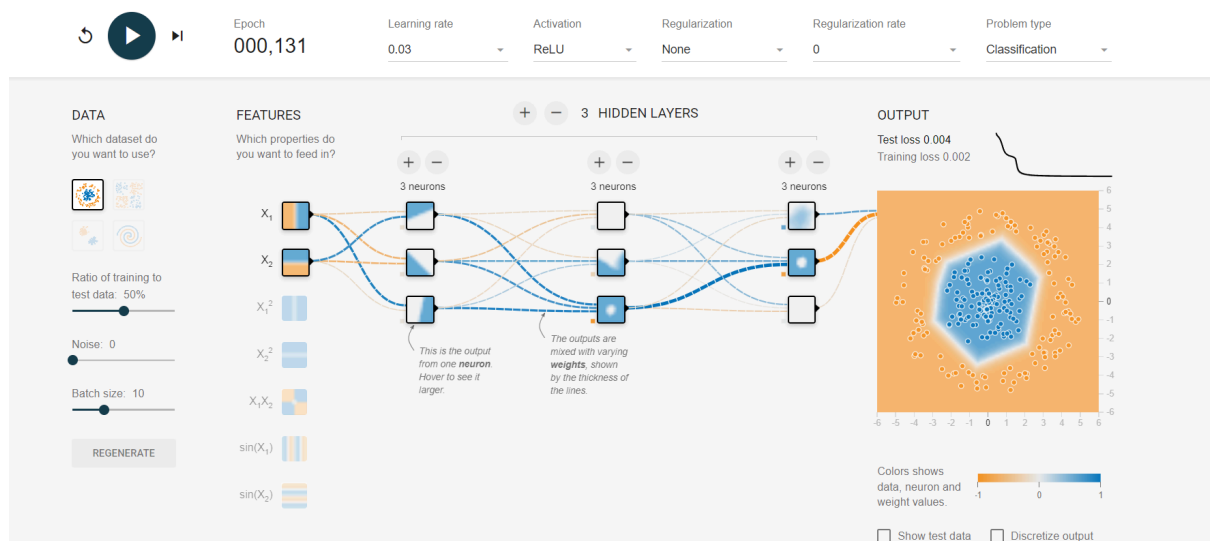 Epoch
000,131
Learning rate
0.03
Activation
ReLU
Regularization
None
Regularization rate
0
Problem type
Classification
DATA
Which dataset do
you want to use?
Ratio of training to
test data: 50%
Noise: 0
Batch size: 10
REGENERATE
FEATURES
Which properties do
you want to feed in?
X1
X2
X1²
X2²
X1X2
sin(X1)
sin(X2)
3 HIDDEN LAYERS
3 neurons
3 neurons
3 neurons
This is the output
from one neuron.
Hover to see it
larger.
The outputs are
mixed with varying
weights, shown
by the thickness of
the lines.
OUTPUT
Test loss 0.004
Training loss 0.002
6
5
4
3
2
1
0
-1
-2
-3
-4
-5
-6
-6 -5 -4 -3 -2 -1 0 1 2 3 4 5 6
Colors shows
data, neuron and
weight values.
-1 0 1
Show test data
Discretize output